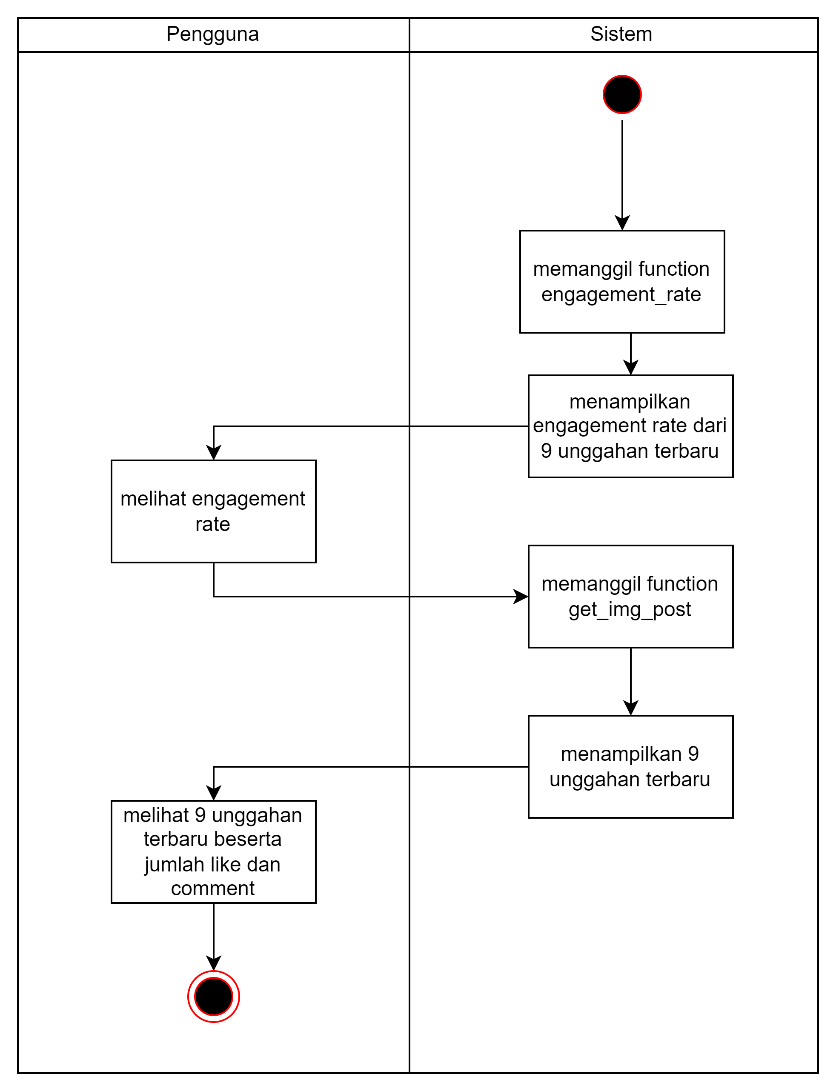 Pengguna
Sistem
memanggil function
engagement_rate
menampilkan
engagement rate dari
9 unggahan terbaru
melihat engagement
rate
memanggil function
get_img_post
menampilkan 9
unggahan terbaru
melihat 9 unggahan
terbaru beserta
jumlah like dan
comment